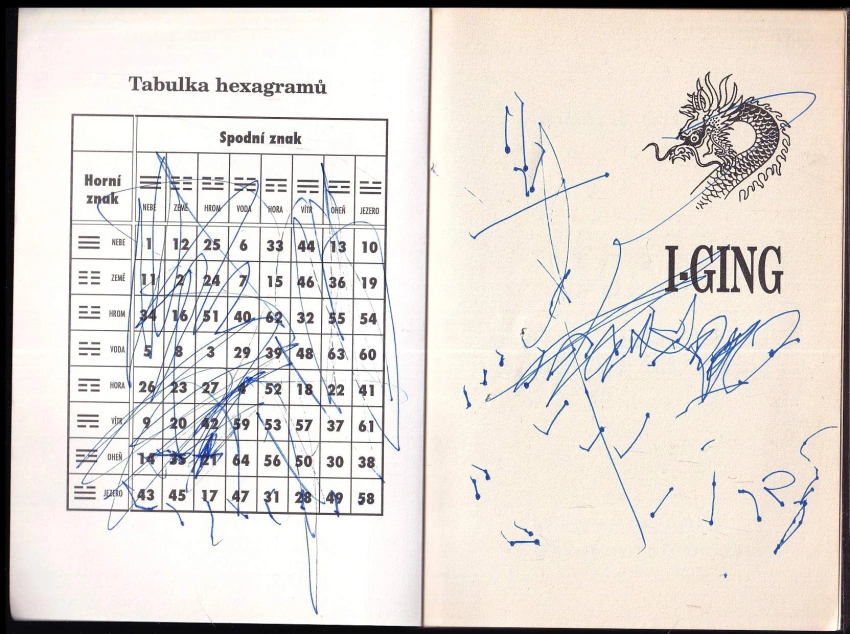 Tabulka hexagramů
Spodní znak
Horní znak
NEBE ZEMĚ HROM VODA HORA VÍTR OHEŇ JEZERO
NEBE 1 12 25 6 33 44 13 10
ZEMĚ 11 2 24 7 15 46 36 19
HROM 34 16 51 40 62 32 55 54
VODA 5 8 3 29 39 48 63 60
HORA 26 23 27 4 52 18 22 41
VÍTR 9 20 42 59 53 57 37 61
OHEŇ 14 35 21 64 56 50 30 38
JEZERO 43 45 17 47 31 28 49 58
I-GING